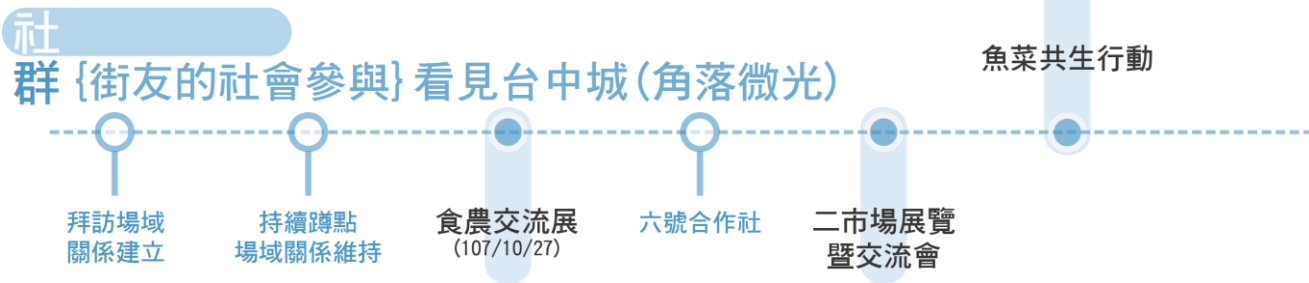 社
群 {街友的社會參與} 看見台中城(角落微光)
魚菜共生行動
拜訪場域
關係建立
持續蹲點
場域關係維持
食農交流展
(107/10/27)
六號合作社
二市場展覽
暨交流會